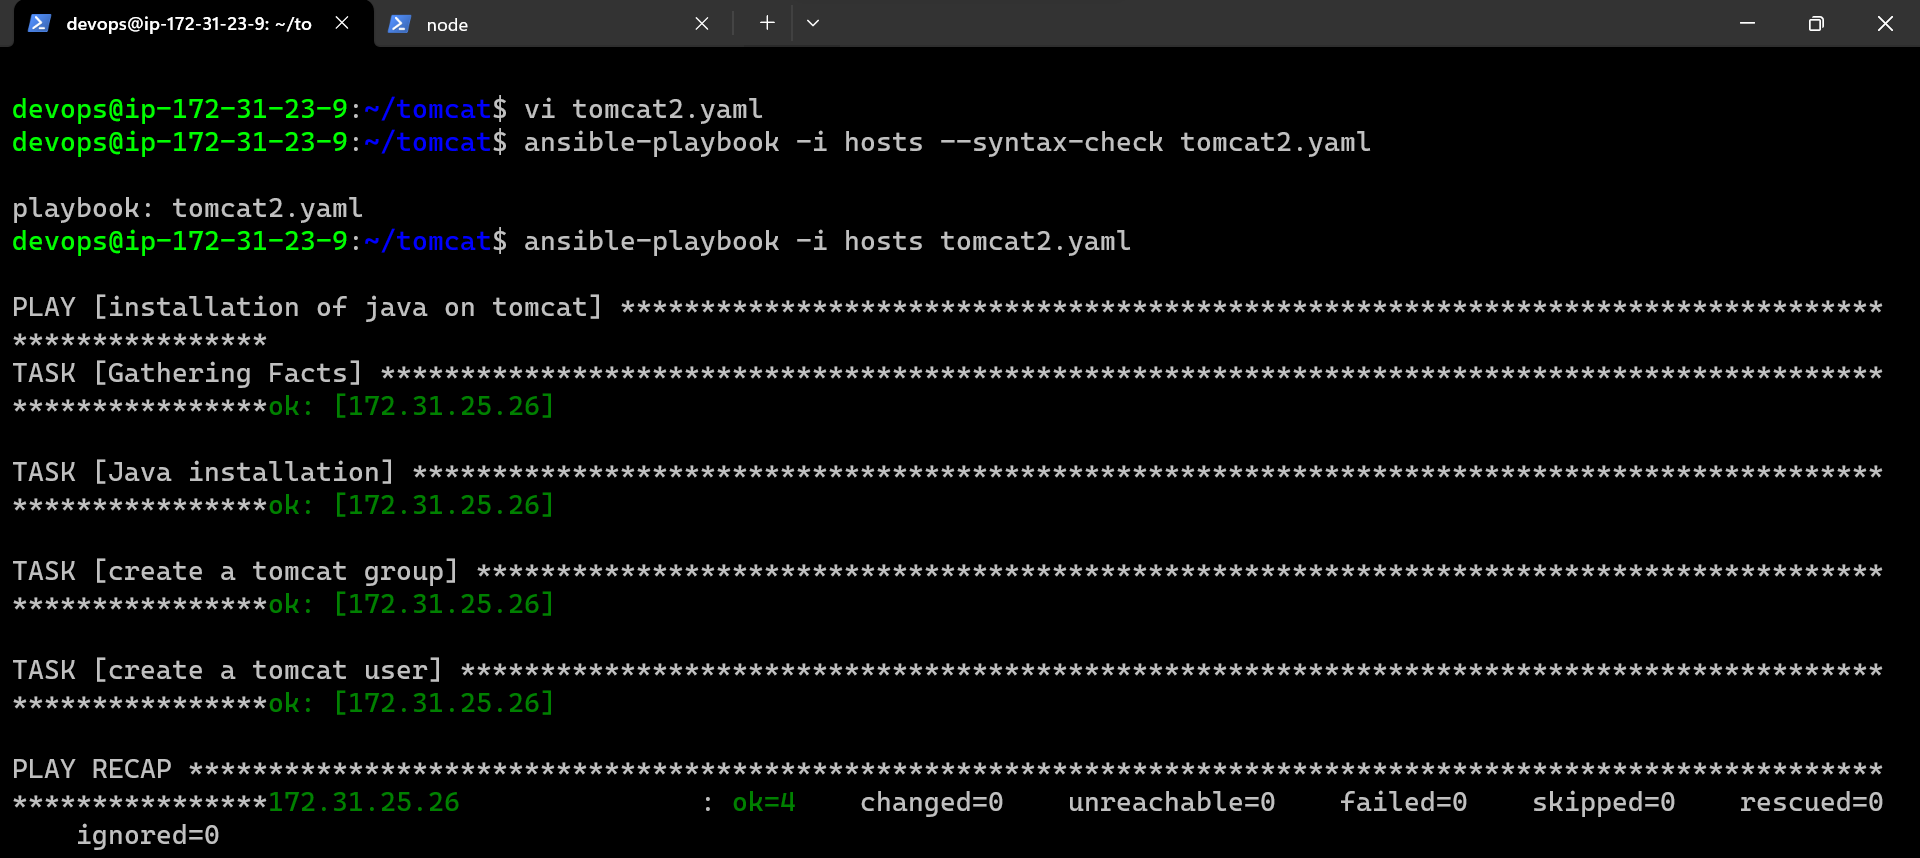 devops@ip-172-31-23-9: ~/to
node
devops@ip-172-31-23-9:~/tomcat$ vi tomcat2.yaml
devops@ip-172-31-23-9:~/tomcat$ ansible-playbook -i hosts --syntax-check tomcat2.yaml
playbook: tomcat2.yaml
devops@ip-172-31-23-9:~/tomcat$ ansible-playbook -i hosts tomcat2.yaml
PLAY [installation of java on tomcat] *******************************************************************************
****************
TASK [Gathering Facts] **********************************************************************************************
****************ok: [172.31.25.26]
TASK [Java installation] ********************************************************************************************
****************ok: [172.31.25.26]
TASK [create a tomcat group] ****************************************************************************************
****************ok: [172.31.25.26]
TASK [create a tomcat user] *****************************************************************************************
****************ok: [172.31.25.26]
PLAY RECAP **********************************************************************************************************
****************172.31.25.26               : ok=4    changed=0    unreachable=0    failed=0    skipped=0    rescued=0
    ignored=0